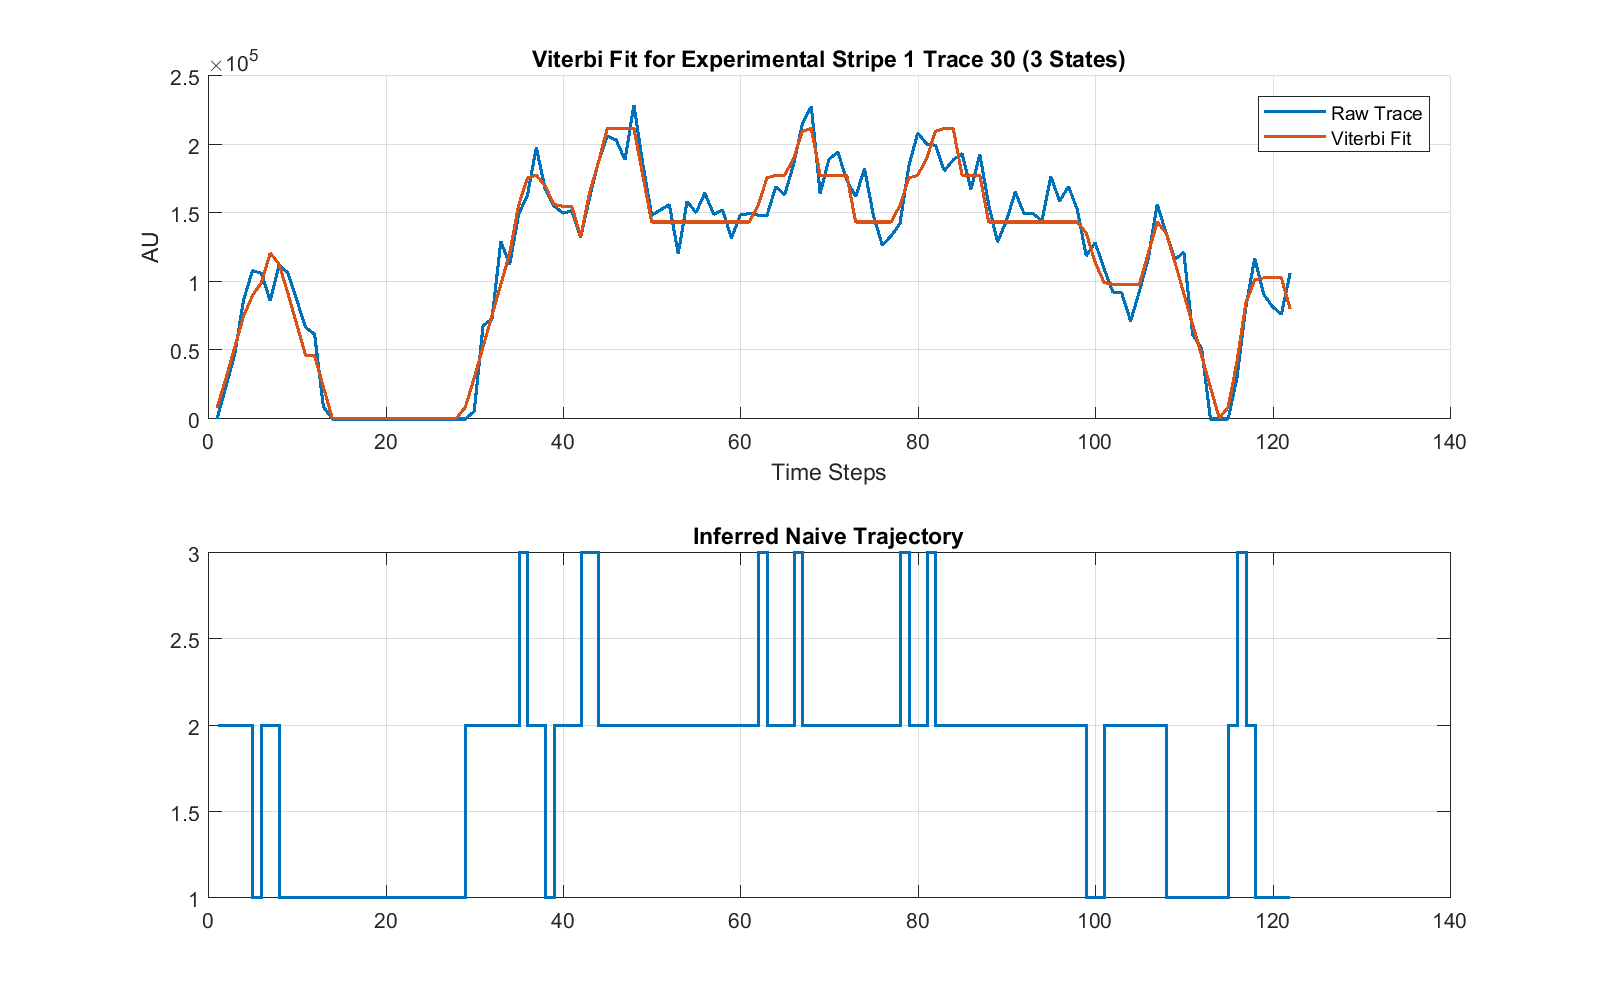 Viterbi Fit for Experimental Stripe 1 Trace 30 (3 States)
×10^5
2.5
2
1.5
1
0.5
0
AU
Raw Trace
Viterbi Fit
0 20 40 60 80 100 120 140
Time Steps
Inferred Naive Trajectory
3
2.5
2
1.5
1
0 20 40 60 80 100 120 140